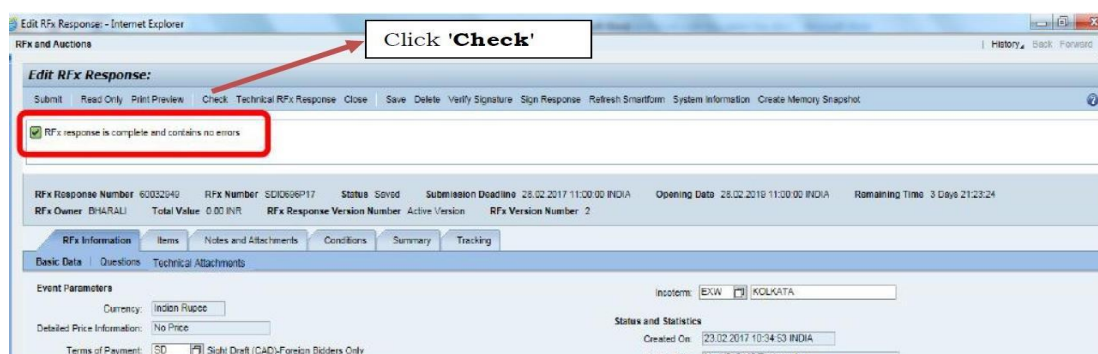 Edit RFx Response: - Internet Explorer
RFx and Auctions
Click 'Check'
History Back Forward
Edit RFx Response:
Submit Read Only Print Preview Check Technical RFx Response Close Save Delete Verify Signature Sign Response Refresh Smartform System Information Create Memory Snapshot
RFx response is complete and contains no errors
RFx Response Number 60032949 RFx Number SDI0696P17 Status Saved Submission Deadline 28.02.2017 11:00:00 INDIA Opening Date 28.02.2019 11:00:00 INDIA Remaining Time 3 Days 21:23:24
RFx Owner BHARALI Total Value 0.00 INR RFx Response Version Number Active Version RFx Version Number 2
RFx Information Items Notes and Attachments Conditions Summary Tracking
Basic Data Questions Technical Attachments
Event Parameters
Incoterm: EXW KOLKATA
Currency: Indian Rupee
Status and Statistics
Detailed Price Information: No Price
Created On: 23.02.2017 10:34:53 INDIA
Terms of Payment: SD Sight Draft (CAD)-Foreign Bidders Only